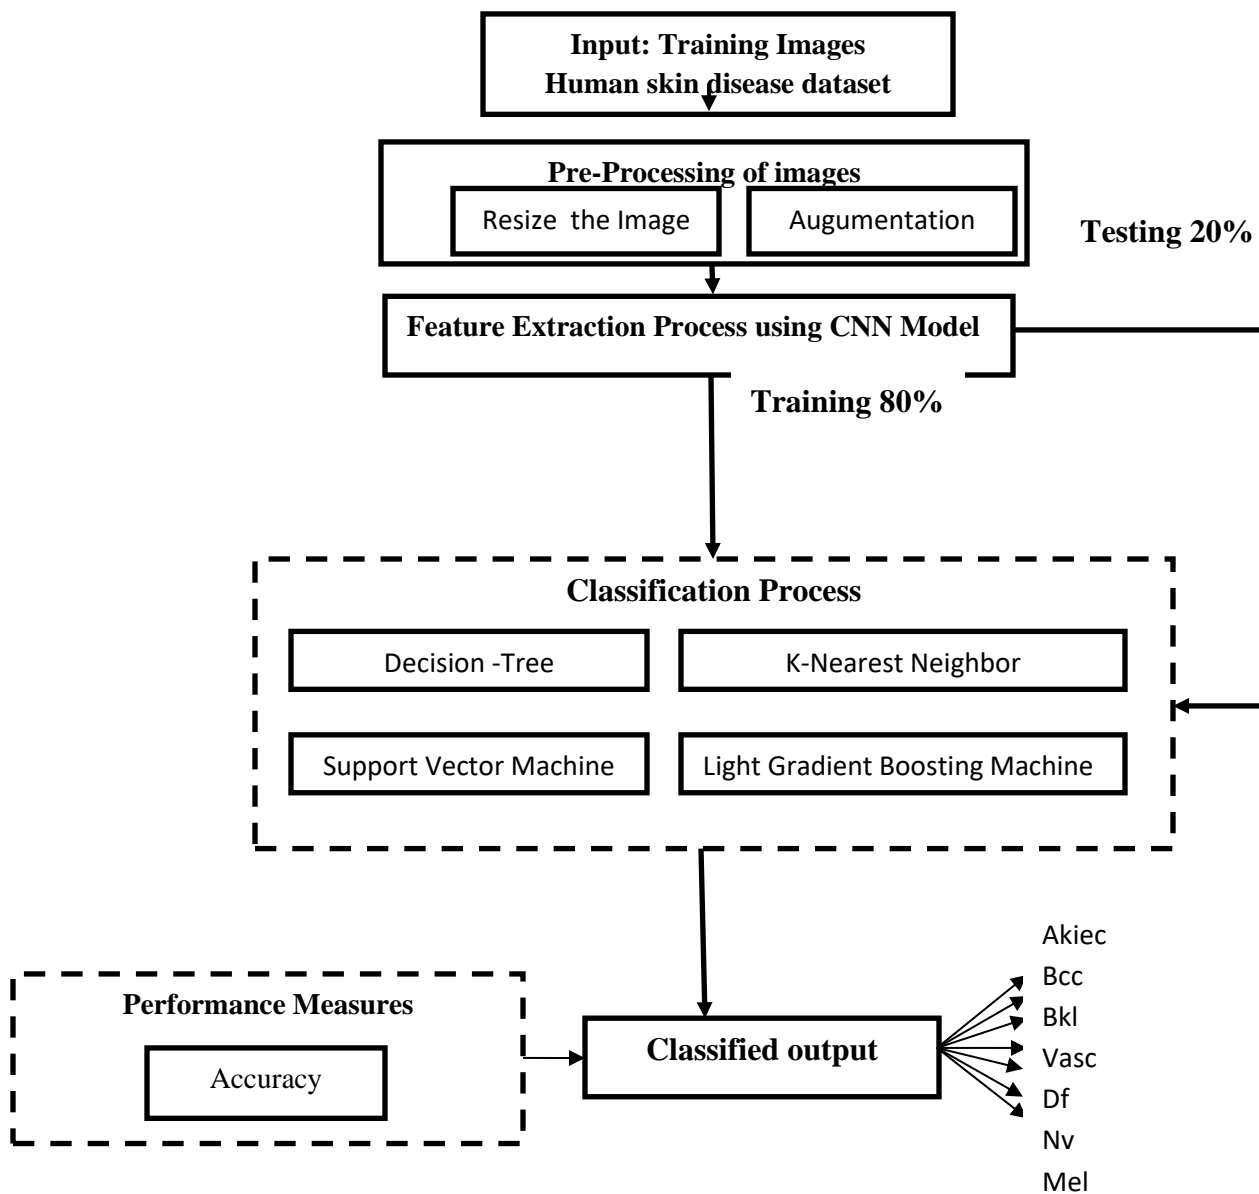 Input: Training Images
Human skin disease dataset
Pre-Processing of images
Resize the Image
Augumentation
Testing 20%
Feature Extraction Process using CNN Model
Training 80%
Classification Process
Decision -Tree
K-Nearest Neighbor
Support Vector Machine
Light Gradient Boosting Machine
Performance Measures
Accuracy
Classified output
Akiec
Bcc
Bkl
Vasc
Df
Nv
Mel